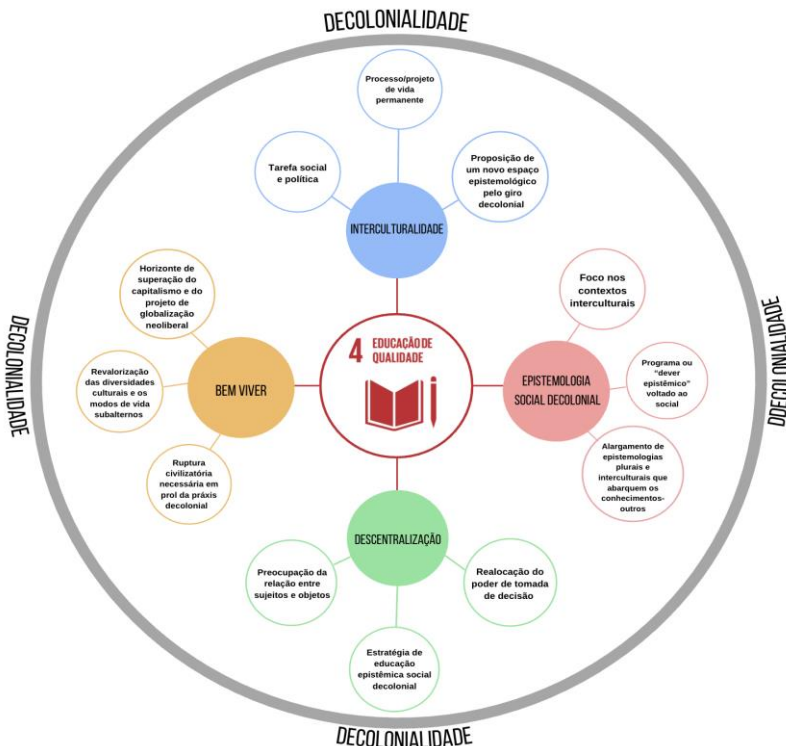 DECOLONIALIDADE
Processo/projeto
de vida
permanente
Tarefa social
e política
Proposição de
um novo espaço
epistemológico
pelo giro
decolonial
INTERCULTURALIDADE
Horizonte de
superação do
capitalismo e do
projeto de
globalização
neoliberal
Revalorização
das diversidades
culturais e os
modos de vida
subalternos
Ruptura
civilizatória
necessária em
prol da práxis
decolonial
BEM VIVER
4 EDUCAÇÃO DE
QUALIDADE
EPISTEMOLOGIA
SOCIAL DECOLONIAL
Foco nos
contextos
interculturais
Programa ou
"dever
epistêmico"
voltado ao
social
Alargamento de
epistemologias
plurais e
interculturais que
abarquem os
conhecimentos-
outros
DECOLONIALIDADE
DDECOLONIALIDADE
DESCENTRALIZAÇÃO
Preocupação da
relação entre
sujeitos e objetos
Realocação do
poder de tomada
de decisão
Estratégia de
educação
epistêmica social
decolonial
DECOLONIALIDADE